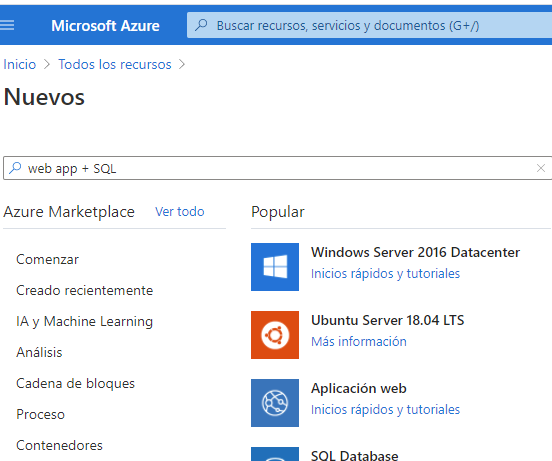 Microsoft Azure
Buscar recursos, servicios y documentos (G+/)
Inicio > Todos los recursos >
Nuevos
web app + SQL
Azure Marketplace
Ver todo
Comenzar
Creado recientemente
IA y Machine Learning
Análisis
Cadena de bloques
Proceso
Contenedores
Popular
Windows Server 2016 Datacenter
Inicios rápidos y tutoriales
Ubuntu Server 18.04 LTS
Más información
Aplicación web
Inicios rápidos y tutoriales
SQL Database